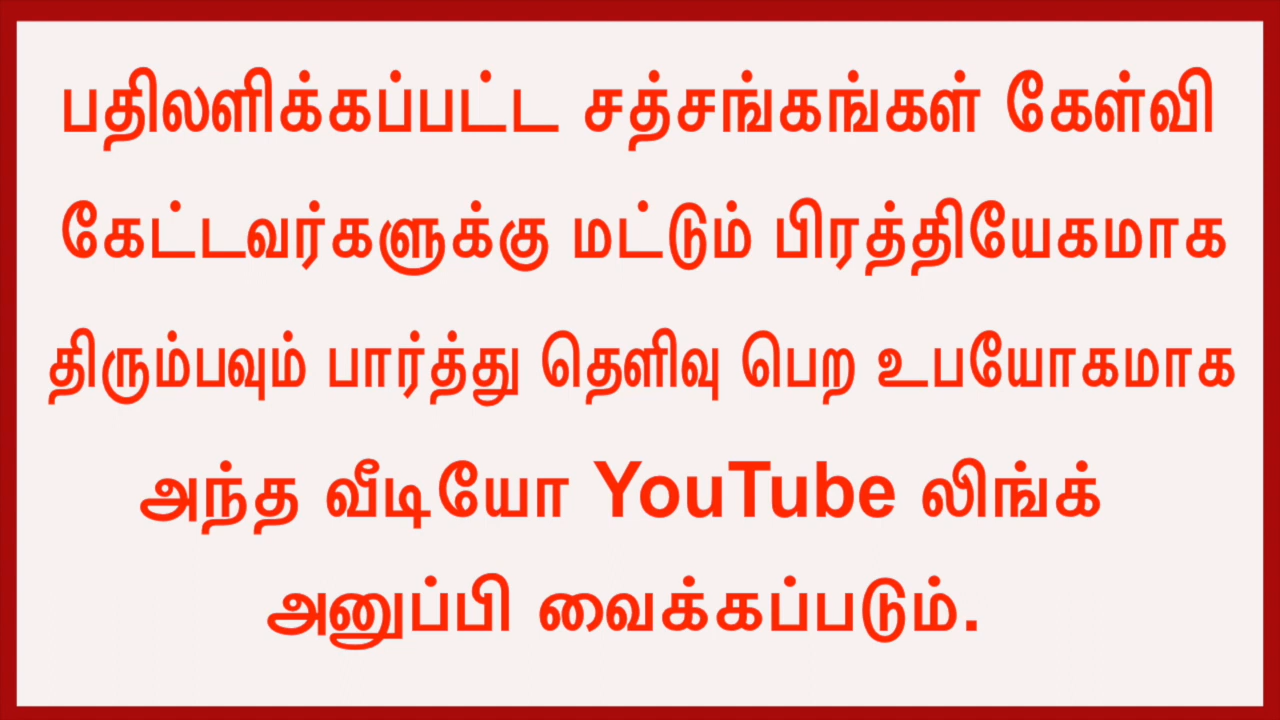 பதிலளிக்கப்பட்ட சத்சங்கங்கள் கேள்வி
கேட்டவர்களுக்கு மட்டும் பிரத்தியேகமாக
திரும்பவும் பார்த்து தெளிவு பெற உபயோகமாக
அந்த வீடியோ YouTube லிங்க்
அனுப்பி வைக்கப்படும்.